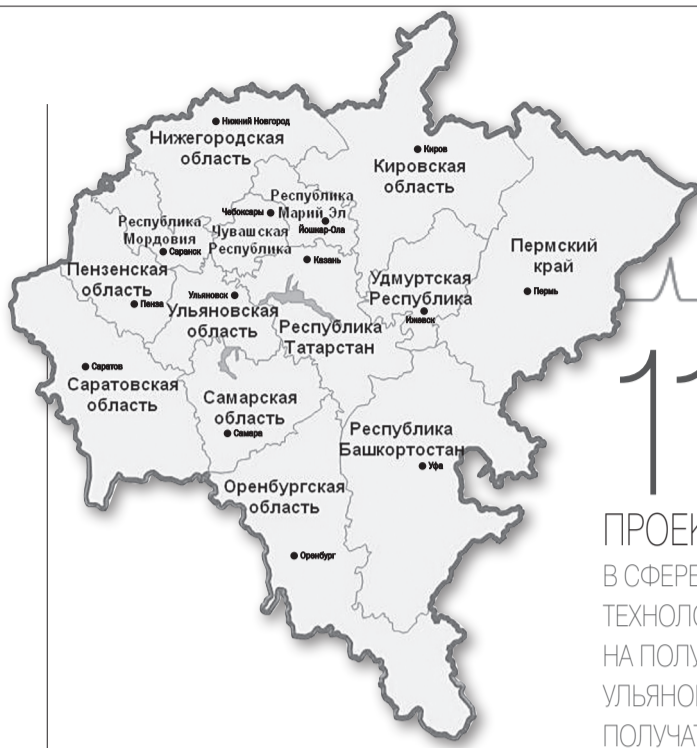 Нижний Новгород
Нижегородская
область
Киров
Кировская
область
Чебоксары
Республика
Марий Эл
Йошкар-Ола
Республика
Мордовия
Саранск
Чувашская
Республика
Казань
Пермский
край
Пермь
Пензенская
область
Пенза
Ульяновск
Ульяновская
область
Удмуртская
Республика
Ижевск
Республика
Татарстан
Саратов
Саратовская
область
Самарская
область
Самара
Республика
Башкортостан
Уфа
Оренбургская
область
Оренбург
11
ПРОЕК
В СФЕРЕ
ТЕХНОЛО
НА ПОЛУ
УЛЬЯНО
ПОЛУЧАТ